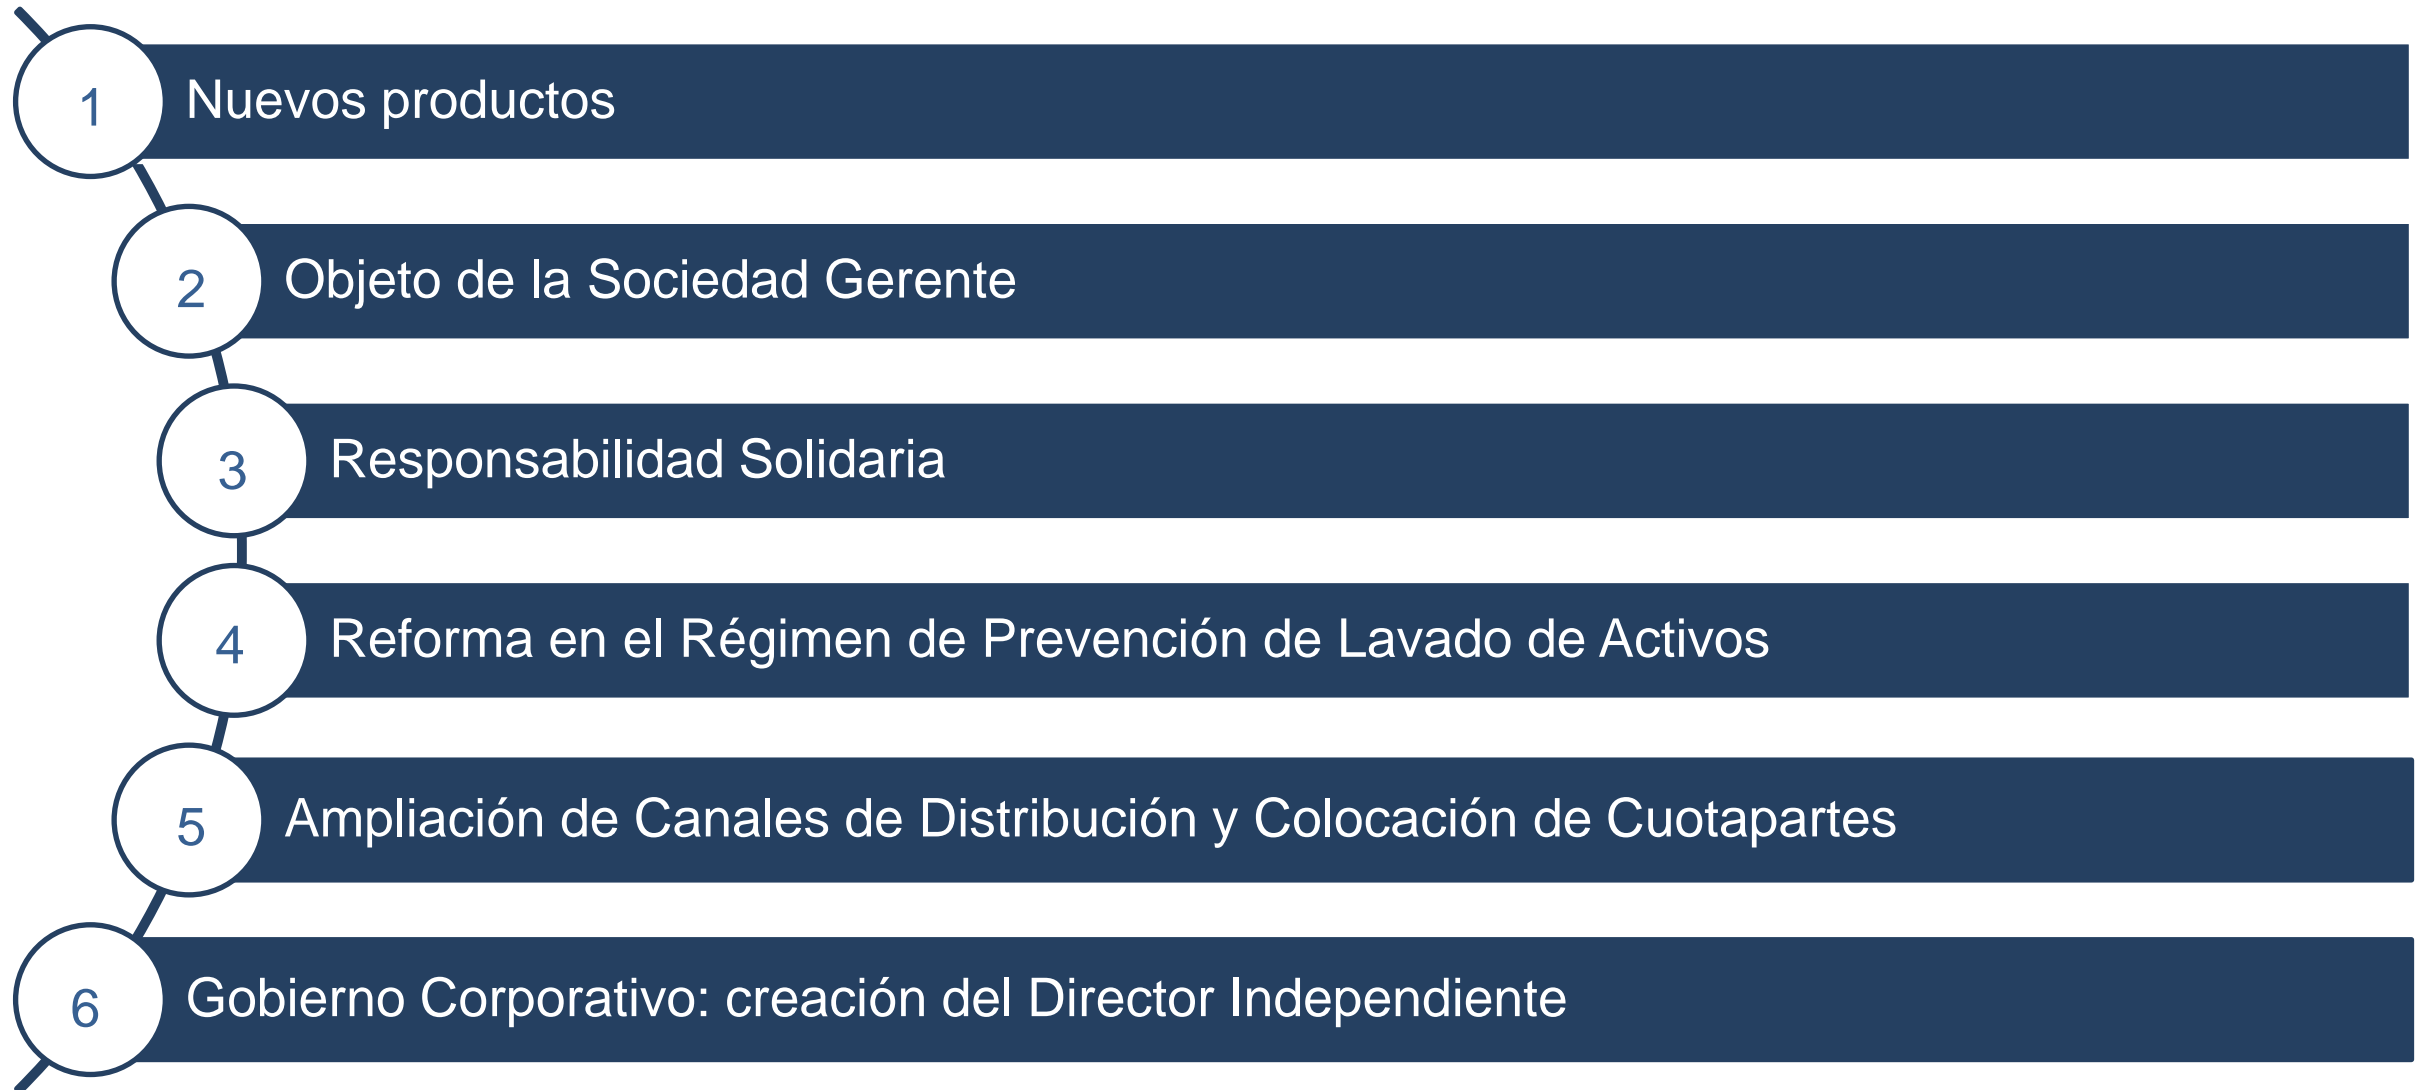 1 Nuevos productos
2 Objeto de la Sociedad Gerente
3 Responsabilidad Solidaria
4 Reforma en el Régimen de Prevención de Lavado de Activos
5 Ampliación de Canales de Distribución y Colocación de Cuotapartes
6 Gobierno Corporativo: creación del Director Independiente